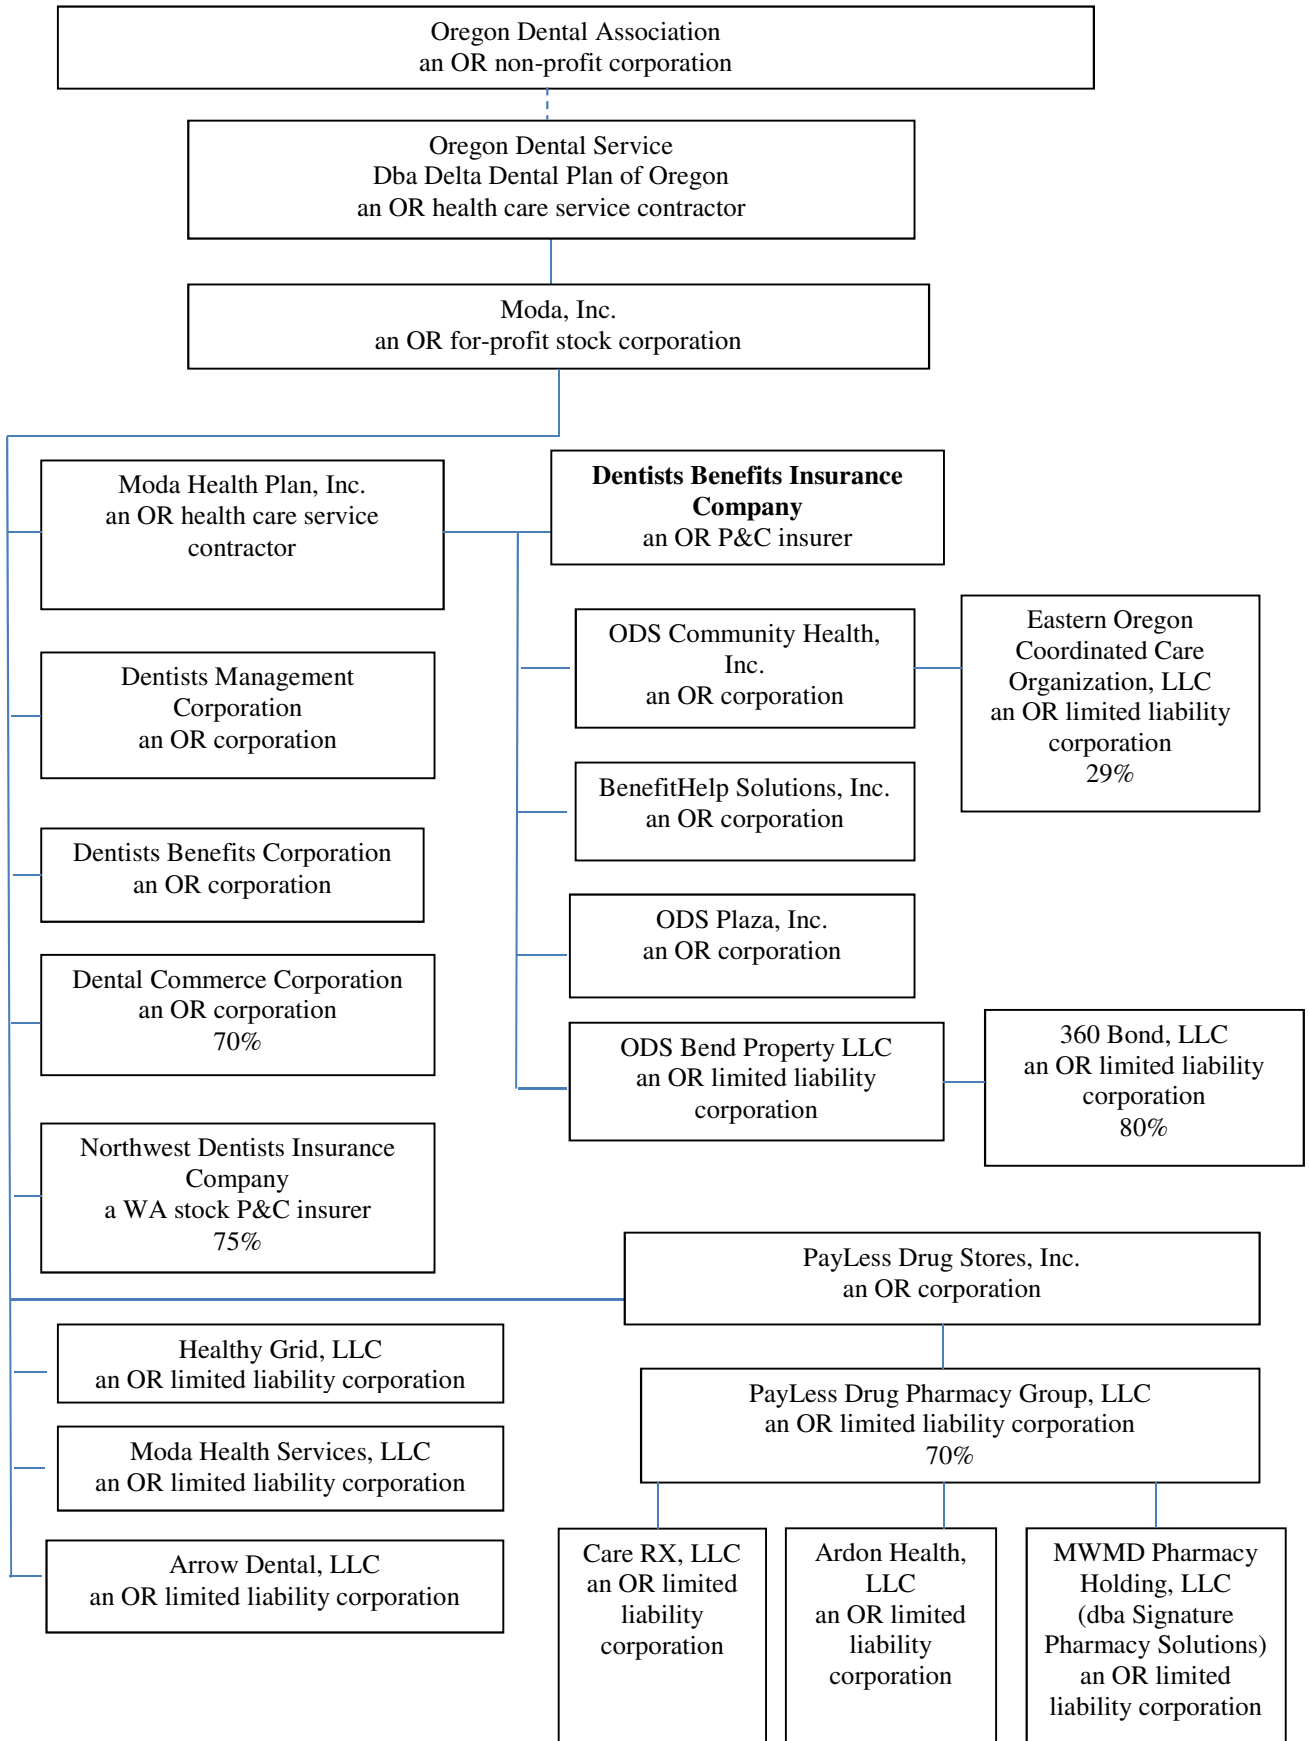 Oregon Dental Association
an OR non-profit corporation
Oregon Dental Service
Dba Delta Dental Plan of Oregon
an OR health care service contractor
Moda, Inc.
an OR for-profit stock corporation
Moda Health Plan, Inc.
an OR health care service
contractor
Dentists Benefits Insurance
Company
an OR P&C insurer
ODS Community Health,
Inc.
an OR corporation
Eastern Oregon
Coordinated Care
Organization, LLC
an OR limited liability
corporation
29%
Dentists Management
Corporation
an OR corporation
BenefitHelp Solutions, Inc.
an OR corporation
Dentists Benefits Corporation
an OR corporation
ODS Plaza, Inc.
an OR corporation
Dental Commerce Corporation
an OR corporation
70%
ODS Bend Property LLC
an OR limited liability
corporation
360 Bond, LLC
an OR limited liability
corporation
80%
Northwest Dentists Insurance
Company
a WA stock P&C insurer
75%
PayLess Drug Stores, Inc.
an OR corporation
Healthy Grid, LLC
an OR limited liability corporation
PayLess Drug Pharmacy Group, LLC
an OR limited liability corporation
70%
Moda Health Services, LLC
an OR limited liability corporation
Arrow Dental, LLC
an OR limited liability corporation
Care RX, LLC
an OR limited
liability
corporation
Ardon Health,
LLC
an OR limited
liability
corporation
MWMD Pharmacy
Holding, LLC
(dba Signature
Pharmacy Solutions)
an OR limited
liability corporation